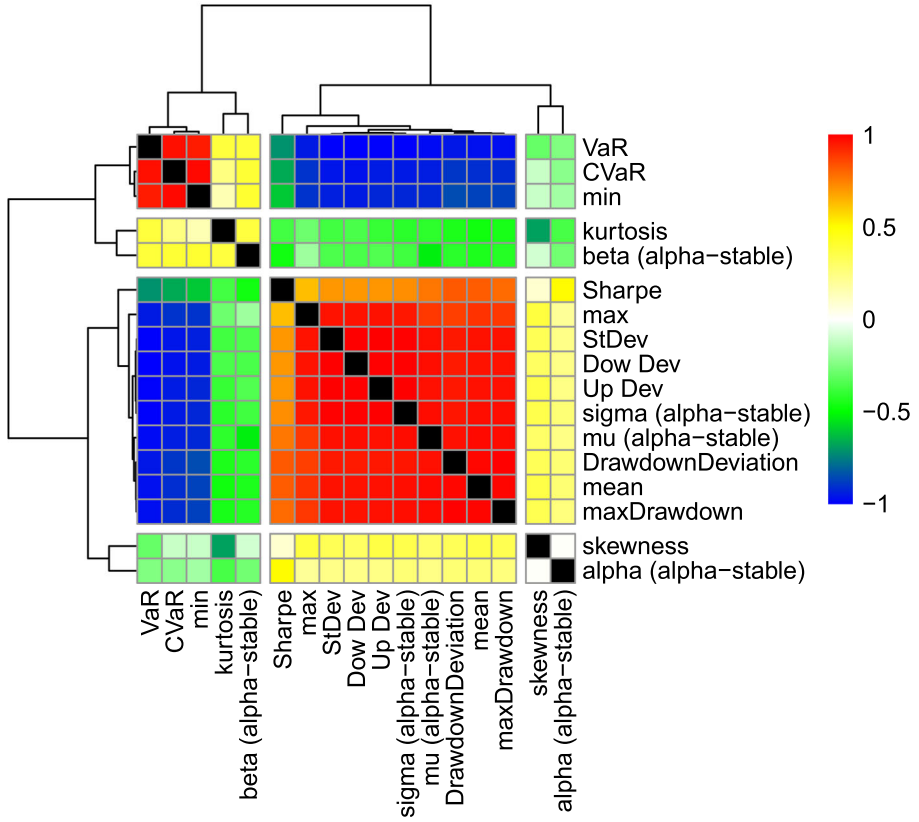 VaR
CVaR
min
kurtosis
beta (alpha−stable)
Sharpe
max
StDev
Dow Dev
Up Dev
sigma (alpha−stable)
mu (alpha−stable)
DrawdownDeviation
mean
maxDrawdown
skewness
alpha (alpha−stable)
1
0.5
0
−0.5
−1
VaR
CVaR
min
kurtosis
beta (alpha−stable)
Sharpe
max
StDev
Dow Dev
Up Dev
sigma (alpha−stable)
mu (alpha−stable)
DrawdownDeviation
mean
maxDrawdown
skewness
alpha (alpha−stable)